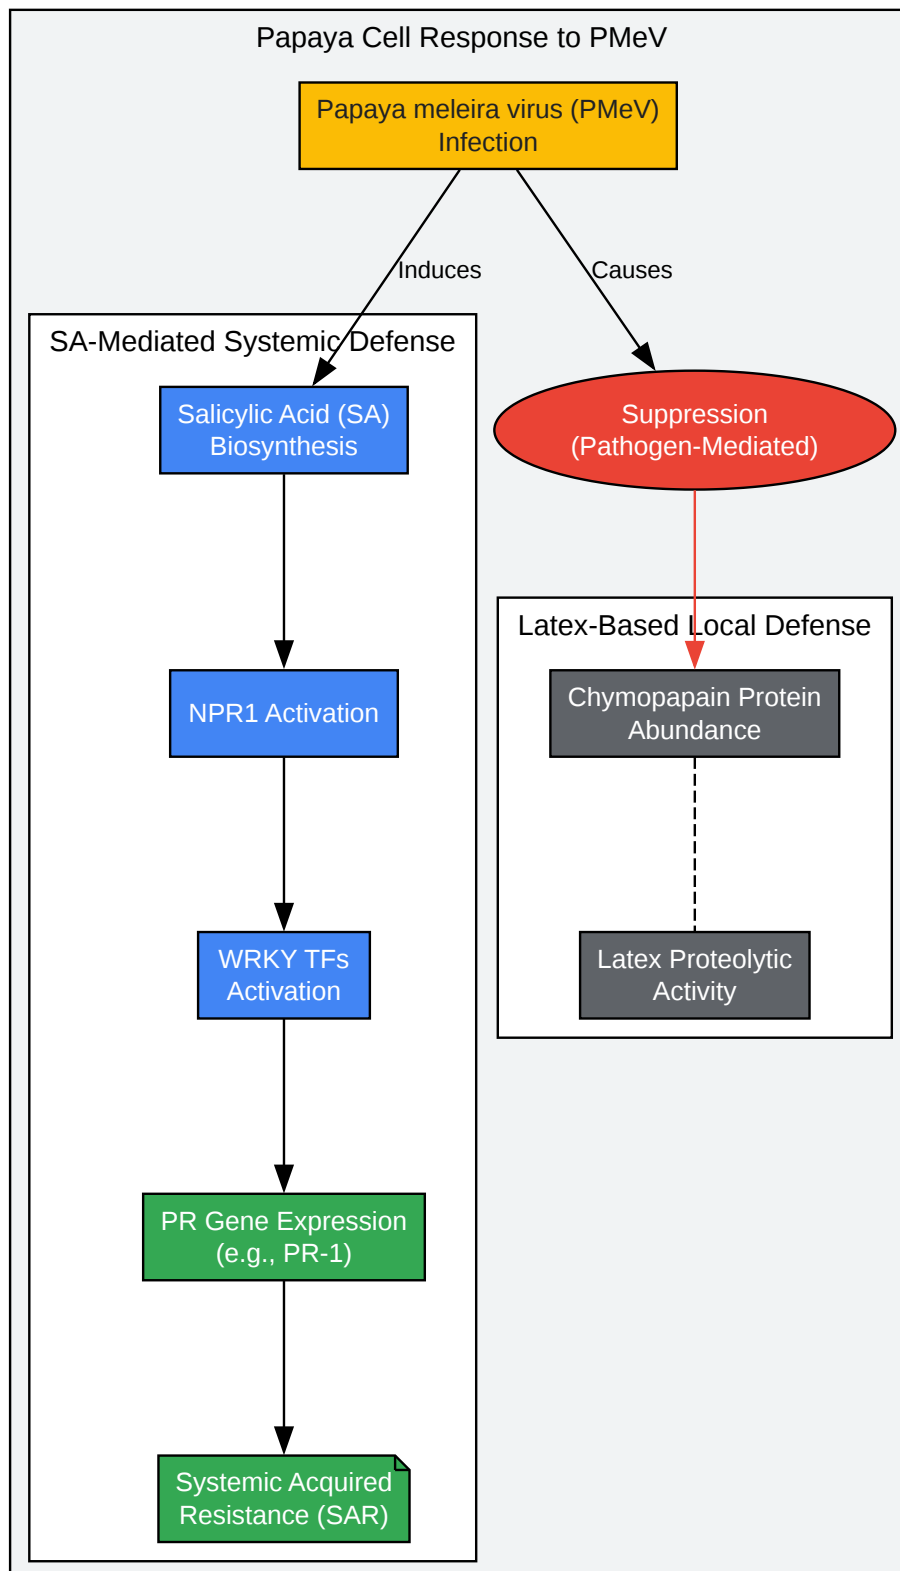 Papaya Cell Response to PMeV
Papaya meleira virus (PMeV)
Infection
Induces
Causes
SA-Mediated Systemic Defense
Salicylic Acid (SA)
Biosynthesis
NPR1 Activation
WRKY TFs
Activation
PR Gene Expression
(e.g., PR-1)
Systemic Acquired
Resistance (SAR)
Suppression
(Pathogen-Mediated)
Latex-Based Local Defense
Chymopapain Protein
Abundance
Latex Proteolytic
Activity